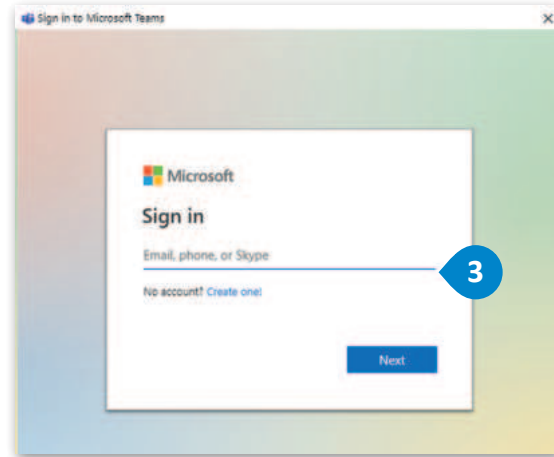 Sign in to Microsoft Teams
Microsoft
Sign in
Email, phone, or Skype
3
No account? Create one!
Next